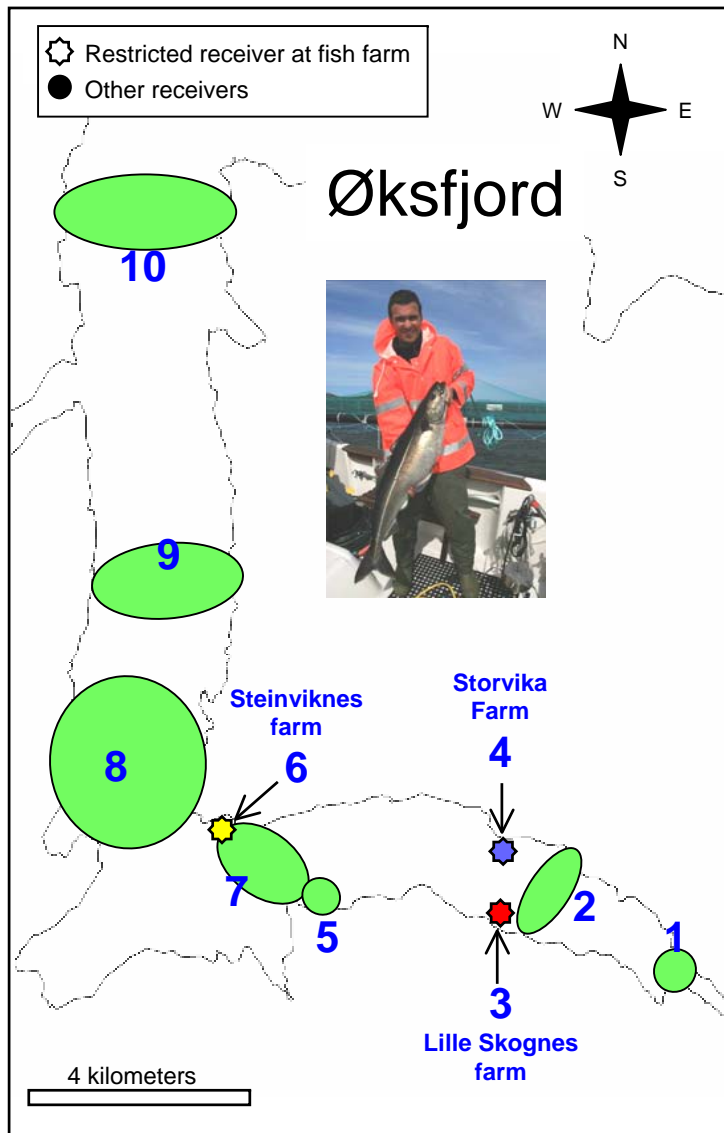 Restricted receiver at fish farm
Other receivers
N
W E
S
Øksfjord
10
9
Steinviknes
farm
6
Storvika
Farm
4
8
7
5
2
1
3
Lille Skognes
farm
4 kilometers